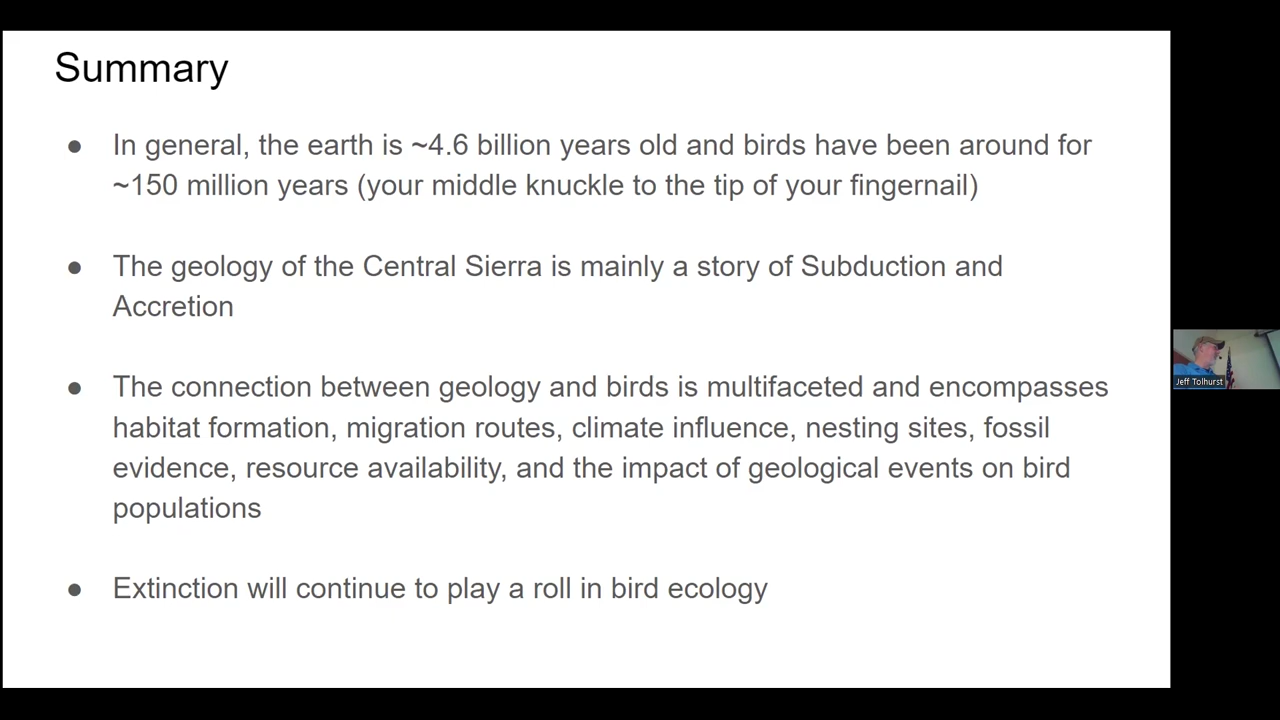 Summary
● In general, the earth is ~4.6 billion years old and birds have been around for
~150 million years (your middle knuckle to the tip of your fingernail)
● The geology of the Central Sierra is mainly a story of Subduction and
Accretion
● The connection between geology and birds is multifaceted and encompasses
habitat formation, migration routes, climate influence, nesting sites, fossil
evidence, resource availability, and the impact of geological events on bird
populations
● Extinction will continue to play a roll in bird ecology
Jeff Tolhurst